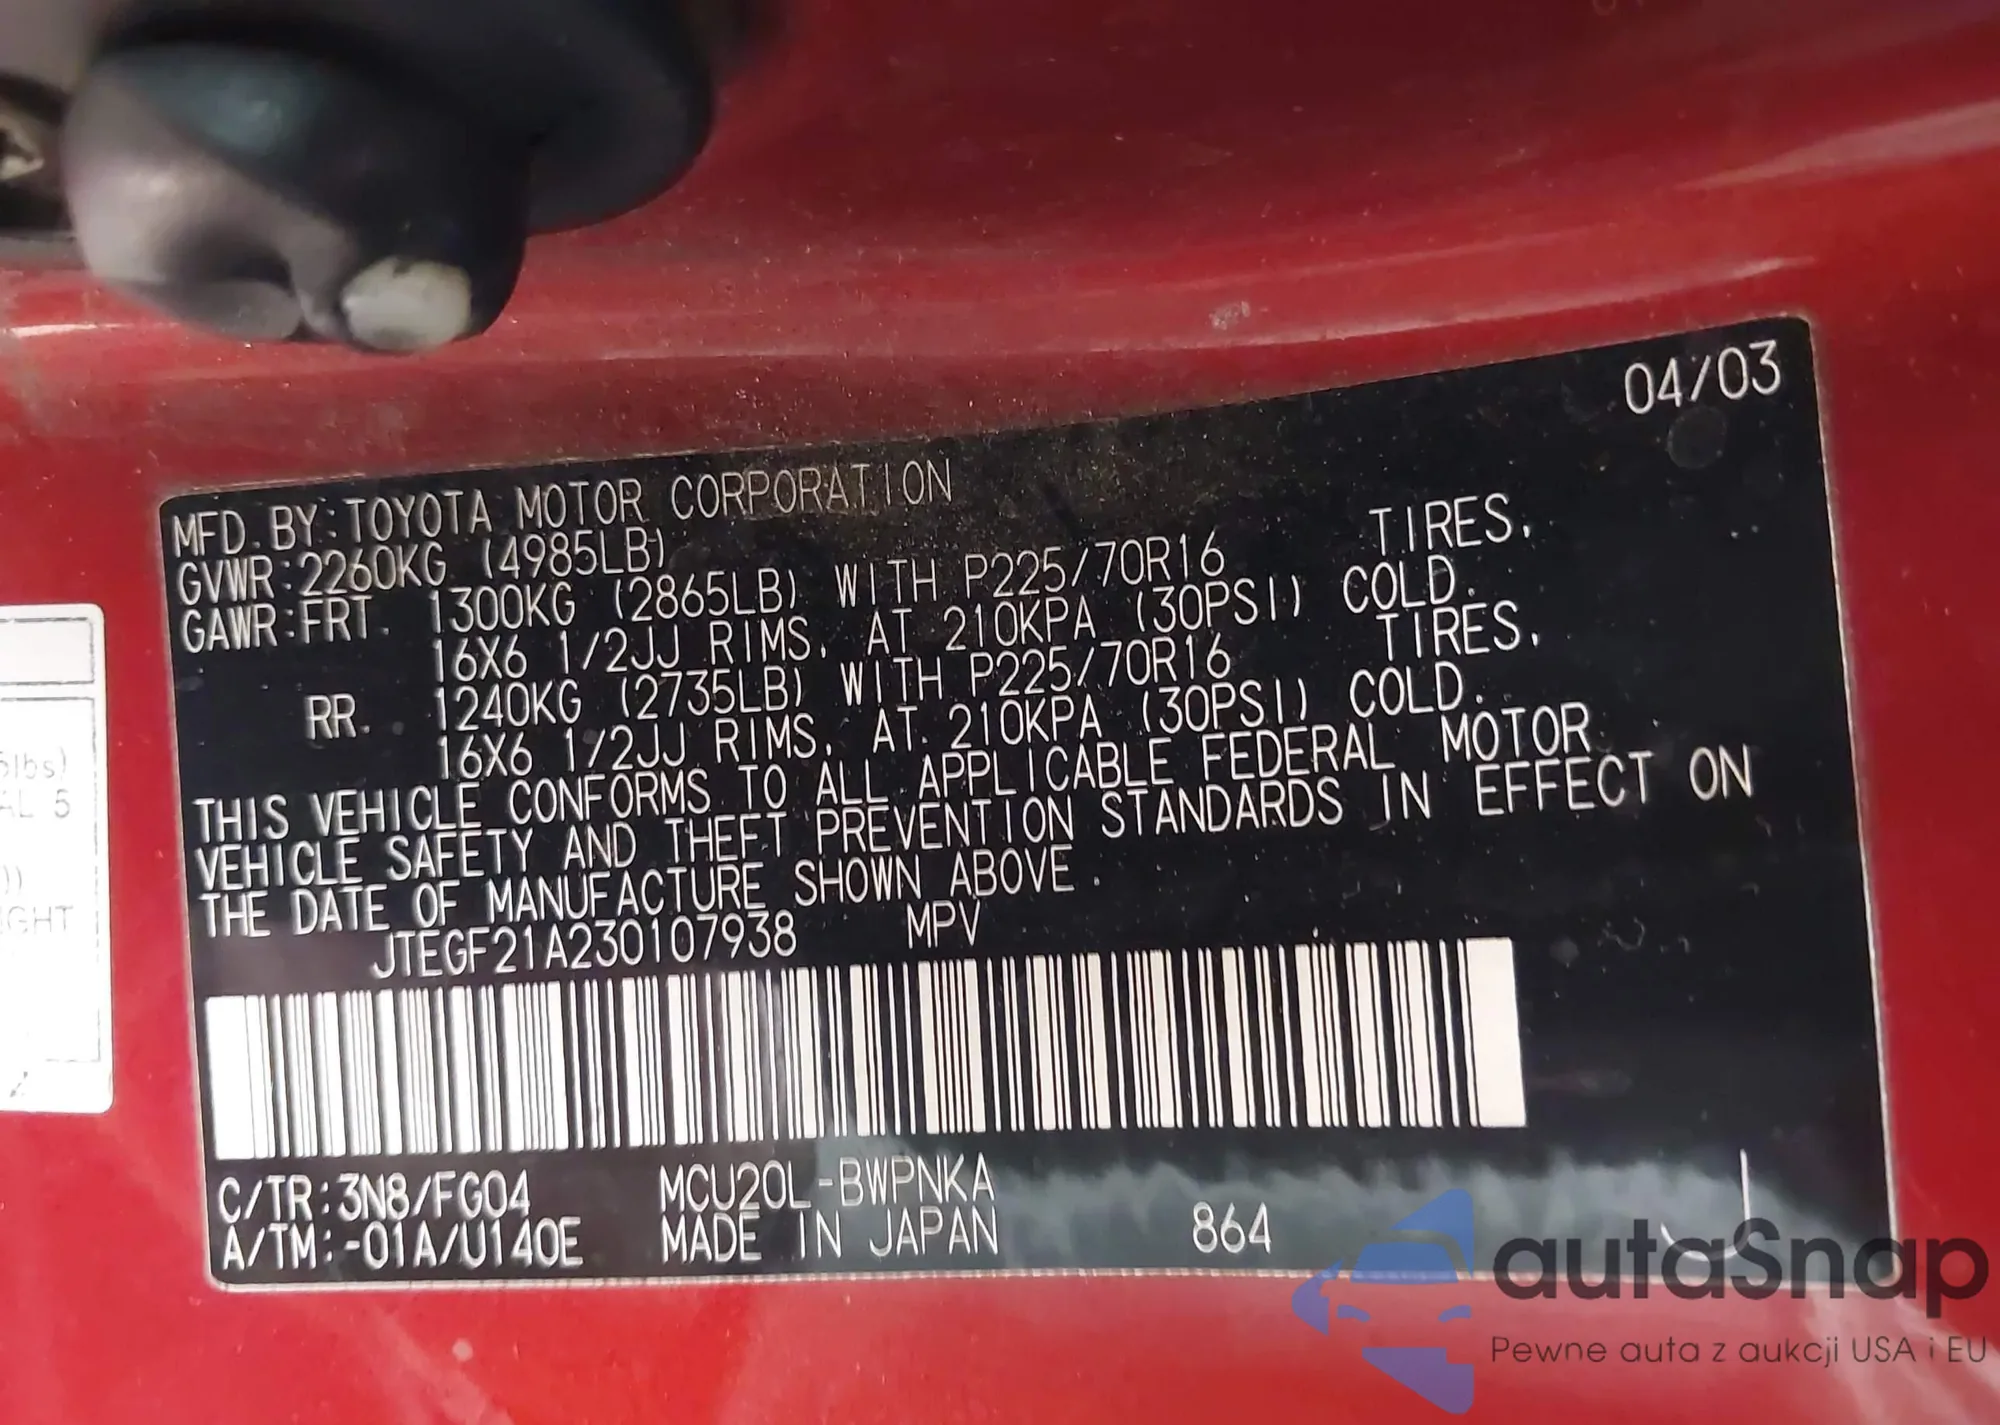 04/03
MFD. BY: TOYOTA MOTOR CORPORATION
GVWR: 2260KG (4985LB)
GAWR: FRT. 1300KG (2865LB) WITH P225/70R16 TIRES,
16X6 1/2JJ RIMS, AT 210KPA (30PSI) COLD.
RR. 1240KG (2735LB) WITH P225/70R16 TIRES,
16X6 1/2JJ RIMS, AT 210KPA (30PSI) COLD.
THIS VEHICLE CONFORMS TO ALL APPLICABLE FEDERAL MOTOR
VEHICLE SAFETY AND THEFT PREVENTION STANDARDS IN EFFECT ON
THE DATE OF MANUFACTURE SHOWN ABOVE.
JTEGF21A230107938 MPV
C/TR: 3N8/FG04 MCU20L-BWPNKA
A/TM: -01A/U140E MADE IN JAPAN 864 J
lbs)
5
GHT
autaSnap
Pewne auta z aukcji USA i EU